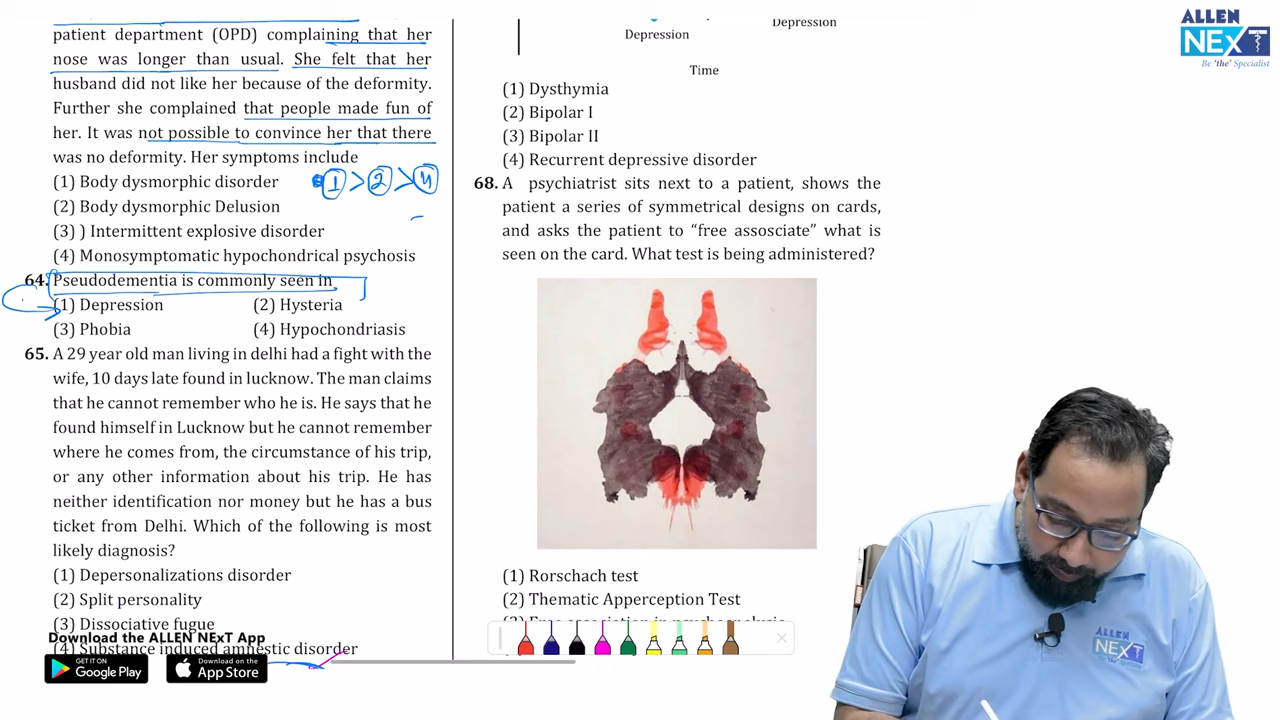 patient department (OPD) complaining that her
nose was longer than usual. She felt that her
husband did not like her because of the deformity.
Further she complained that people made fun of
her. It was not possible to convince her that there
was no deformity. Her symptoms include
(1) Body dysmorphic disorder
1 > 2 > 4
(2) Body dysmorphic Delusion
(3) ) Intermittent explosive disorder
(4) Monosymptomatic hypochondrical psychosis
64. Pseudodementia is commonly seen in
(1) Depression (2) Hysteria
(3) Phobia (4) Hypochondriasis
65. A 29 year old man living in delhi had a fight with the
wife, 10 days late found in lucknow. The man claims
that he cannot remember who he is. He says that he
found himself in Lucknow but he cannot remember
where he comes from, the circumstance of his trip,
or any other information about his trip. He has
neither identification nor money but he has a bus
ticket from Delhi. Which of the following is most
likely diagnosis?
(1) Depersonalizations disorder
(2) Split personality
(3) Dissociative fugue
Download the ALLEN NExT App
(4) Substance induced amnestic disorder
GET IT ON
Google Play
Download on the
App Store
Depression
Depression
Time
(1) Dysthymia
(2) Bipolar I
(3) Bipolar II
(4) Recurrent depressive disorder
68. A psychiatrist sits next to a patient, shows the
patient a series of symmetrical designs on cards,
and asks the patient to “free assosciate” what is
seen on the card. What test is being administered?
(1) Rorschach test
(2) Thematic Apperception Test
ALLEN
NExT
Be 'the' Specialist
ALLEN
NExT